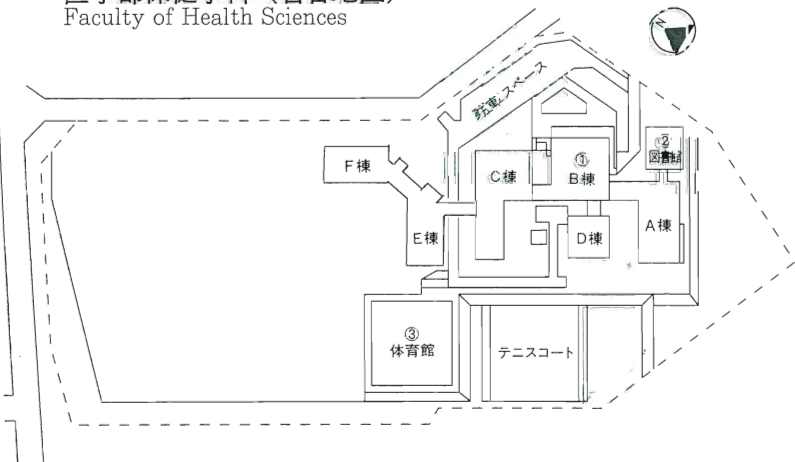 Faculty of Health Sciences
N
駐車スペース
②
図書館
①
B棟
C棟
F棟
A棟
D棟
E棟
③
体育館
テニスコート